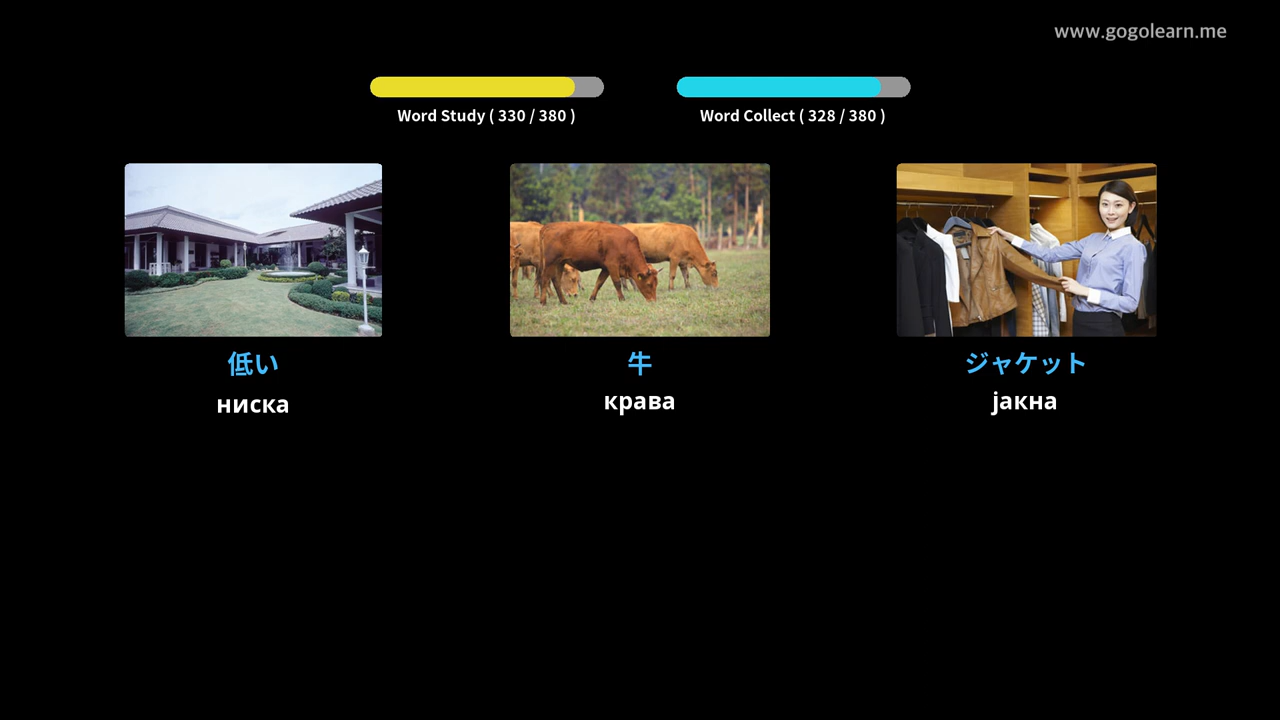 www.gogolearn.me
Word Study ( 330 / 380 )
Word Collect ( 328 / 380 )
低い
牛
ジャケット
ниска
крава
јакна